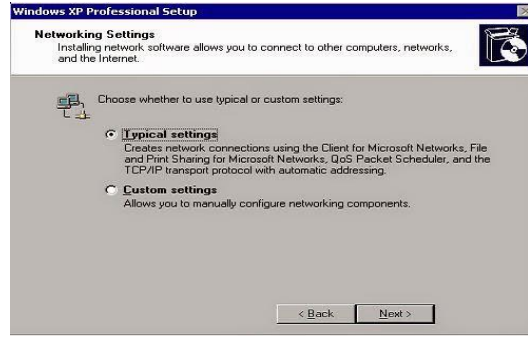 Windows XP Professional Setup
Networking Settings
Installing network software allows you to connect to other computers, networks,
and the Internet.
Choose whether to use typical or custom settings:
Typical settings
Creates network connections using the Client for Microsoft Networks, File
and Print Sharing for Microsoft Networks, QoS Packet Scheduler, and the
TCP/IP transport protocol with automatic addressing.
Custom settings
Allows you to manually configure networking components.
< Back
Next >